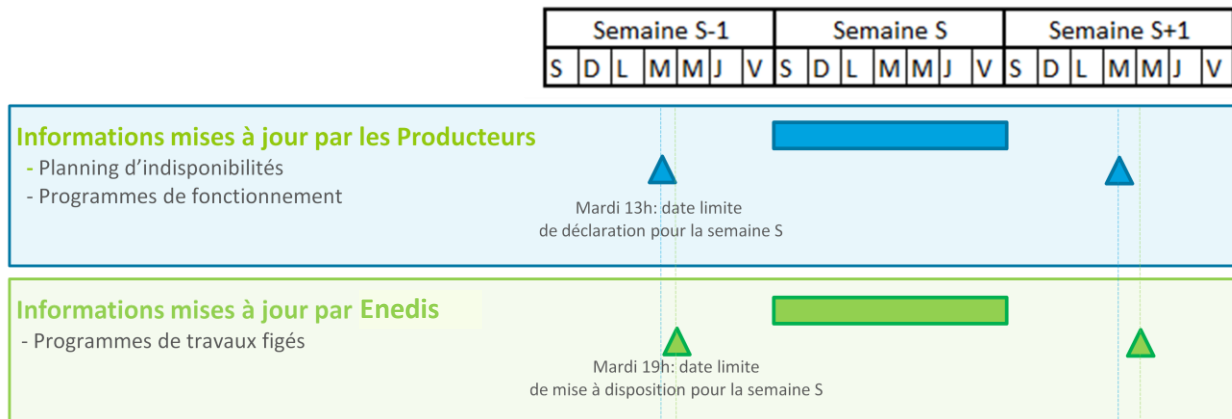 Semaine S-1 Semaine S Semaine S+1
S D L M M J V S D L M M J V S D L M M J V
Informations mises à jour par les Producteurs
- Planning d'indisponibilités
- Programmes de fonctionnement
Mardi 13h: date limite
de déclaration pour la semaine S
Informations mises à jour par Enedis
- Programmes de travaux figés
Mardi 19h: date limite
de mise à disposition pour la semaine S